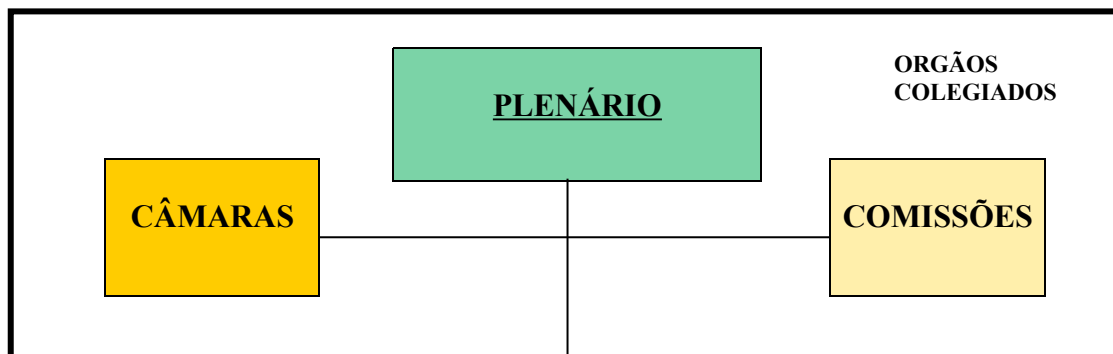 ORGÃOS
COLEGIADOS
PLENÁRIO
CÂMARAS
COMISSÕES